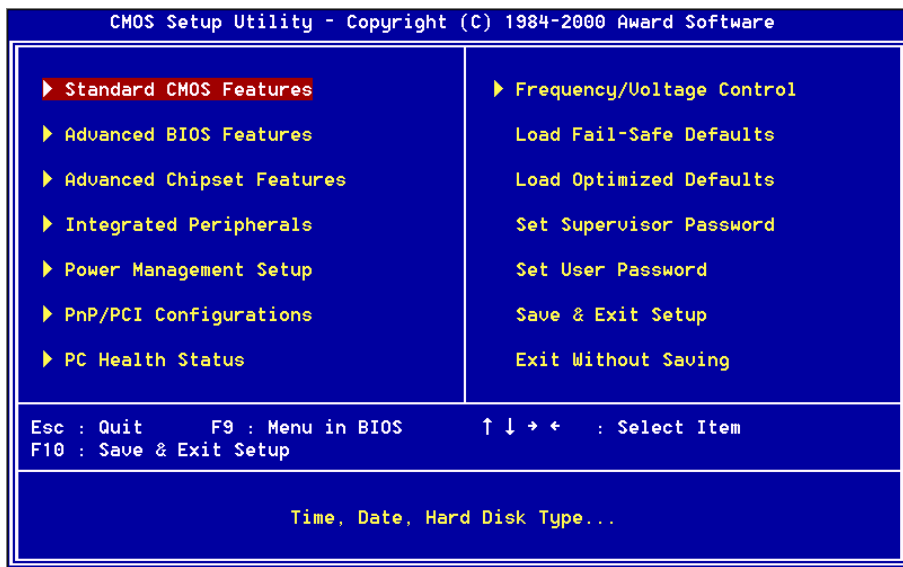 CMOS Setup Utility - Copyright (C) 1984-2000 Award Software
Standard CMOS Features
Advanced BIOS Features
Advanced Chipset Features
Integrated Peripherals
Power Management Setup
PnP/PCI Configurations
PC Health Status
Frequency/Voltage Control
Load Fail-Safe Defaults
Load Optimized Defaults
Set Supervisor Password
Set User Password
Save & Exit Setup
Exit Without Saving
Esc : Quit F9 : Menu in BIOS ↑ ↓ → ← : Select Item
F10 : Save & Exit Setup
Time, Date, Hard Disk Type...